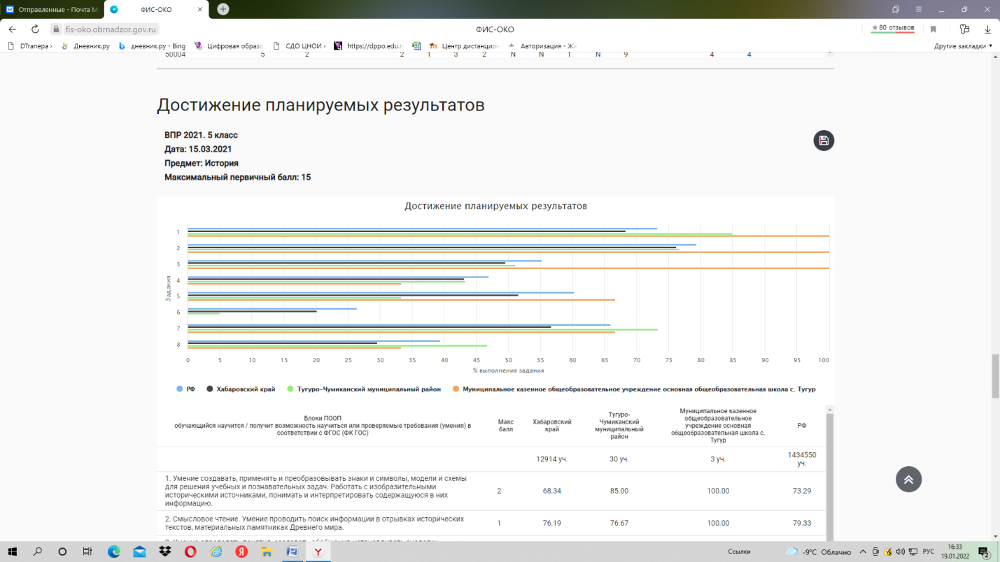 Отправленные - Почта М
ФИС-ОКО
fis-oko.obrnadzor.gov.ru
ФИС-ОКО
80 отзывов
DTranera ›
Дневник.ру
дневник.ру - Bing
Цифровая образо
СДО ЦНОИ ›
https://dppo.edu.r
Центр дистанцион
Авторизация - Жи
Другие закладки
50004 5 2 2 1 3 2 N N 1 N 9 4 4
Достижение планируемых результатов
ВПР 2021. 5 класс
Дата: 15.03.2021
Предмет: История
Максимальный первичный балл: 15
Достижение планируемых результатов
Задания
1
2
3
4
5
6
7
8
0 5 10 15 20 25 30 35 40 45 50 55 60 65 70 75 80 85 90 95 100
% выполнения задания
РФ Хабаровский край Тугуро-Чумиканский муниципальный район Муниципальное казенное общеобразовательное учреждение основная общеобразовательная школа с. Тугур
Блоки ПООП
обучающийся научится / получит возможность научиться или проверяемые требования (умения) в
соответствии с ФГОС (ФК ГОС)
Макс
балл
Хабаровский
край
Тугуро-
Чумиканский
муниципальный
район
Муниципальное казенное
общеобразовательное
учреждение основная
общеобразовательная школа с.
Тугур
РФ
12914 уч. 30 уч. 3 уч. 1434550
уч.
1. Умение создавать, применять и преобразовывать знаки и символы, модели и схемы
для решения учебных и познавательных задач. Работать с изобразительными
историческими источниками, понимать и интерпретировать содержащуюся в них
информацию.
2 68.34 85.00 100.00 73.29
2. Смысловое чтение. Умение проводить поиск информации в отрывках исторических
текстов, материальных памятниках Древнего мира.
1 76.19 76.67 100.00 79.33
Ссылки
-9°C Облачно
РУС
16:33
19.01.2022
2